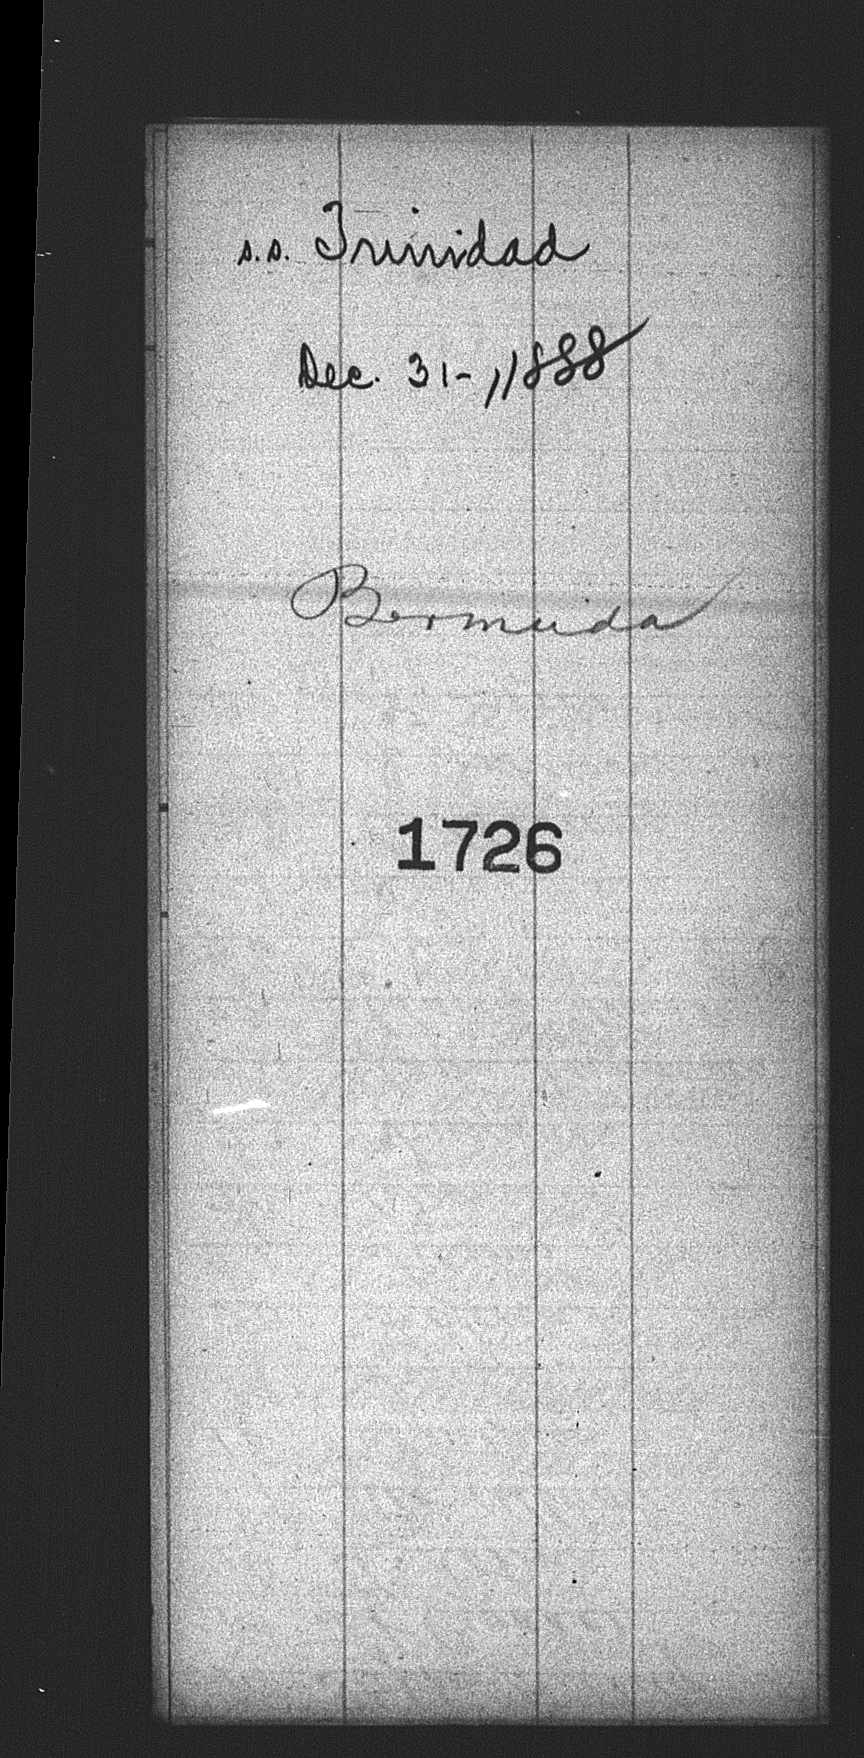 s.s. Trinidad
Dec. 31-, 1888
Bermuda
1726